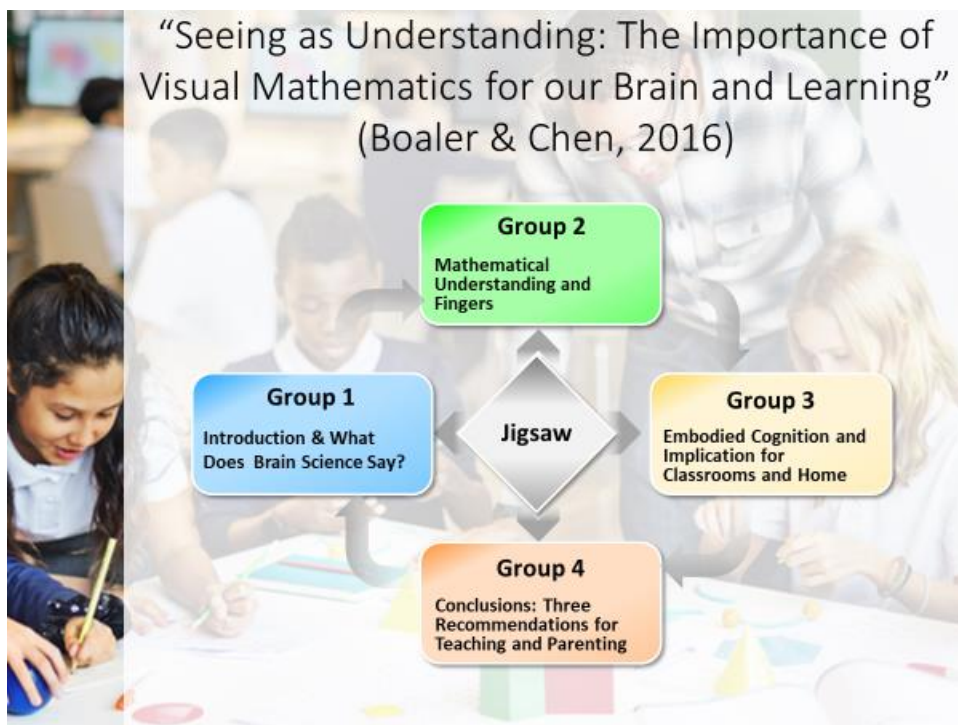 “Seeing as Understanding: The Importance of
Visual Mathematics for our Brain and Learning”
(Boaler & Chen, 2016)
Group 2
Mathematical
Understanding and
Fingers
Group 1
Introduction & What
Does Brain Science Say?
Jigsaw
Group 3
Embodied Cognition and
Implication for
Classrooms and Home
Group 4
Conclusions: Three
Recommendations for
Teaching and Parenting